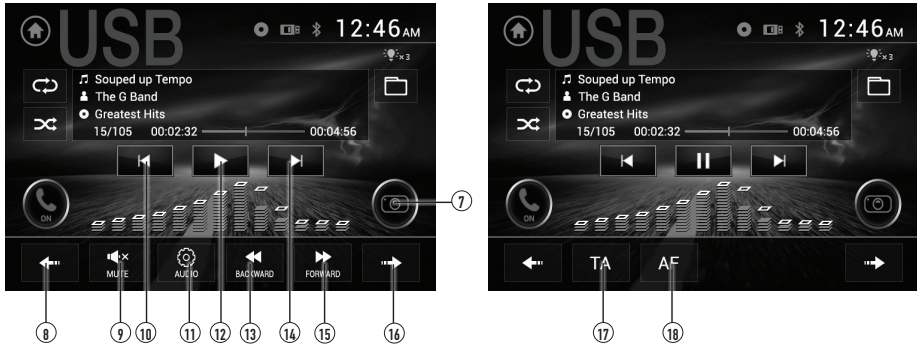 USB
12:46AM
×3
Souped up Tempo
The G Band
Greatest Hits
15/105 00:02:32 00:04:56
ON
7
MUTE AUDIO BACKWARD FORWARD
8 9 10 11 12 13 14 15 16
USB
12:46AM
×3
Souped up Tempo
The G Band
Greatest Hits
15/105 00:02:32 00:04:56
ON
TA AF
17 18